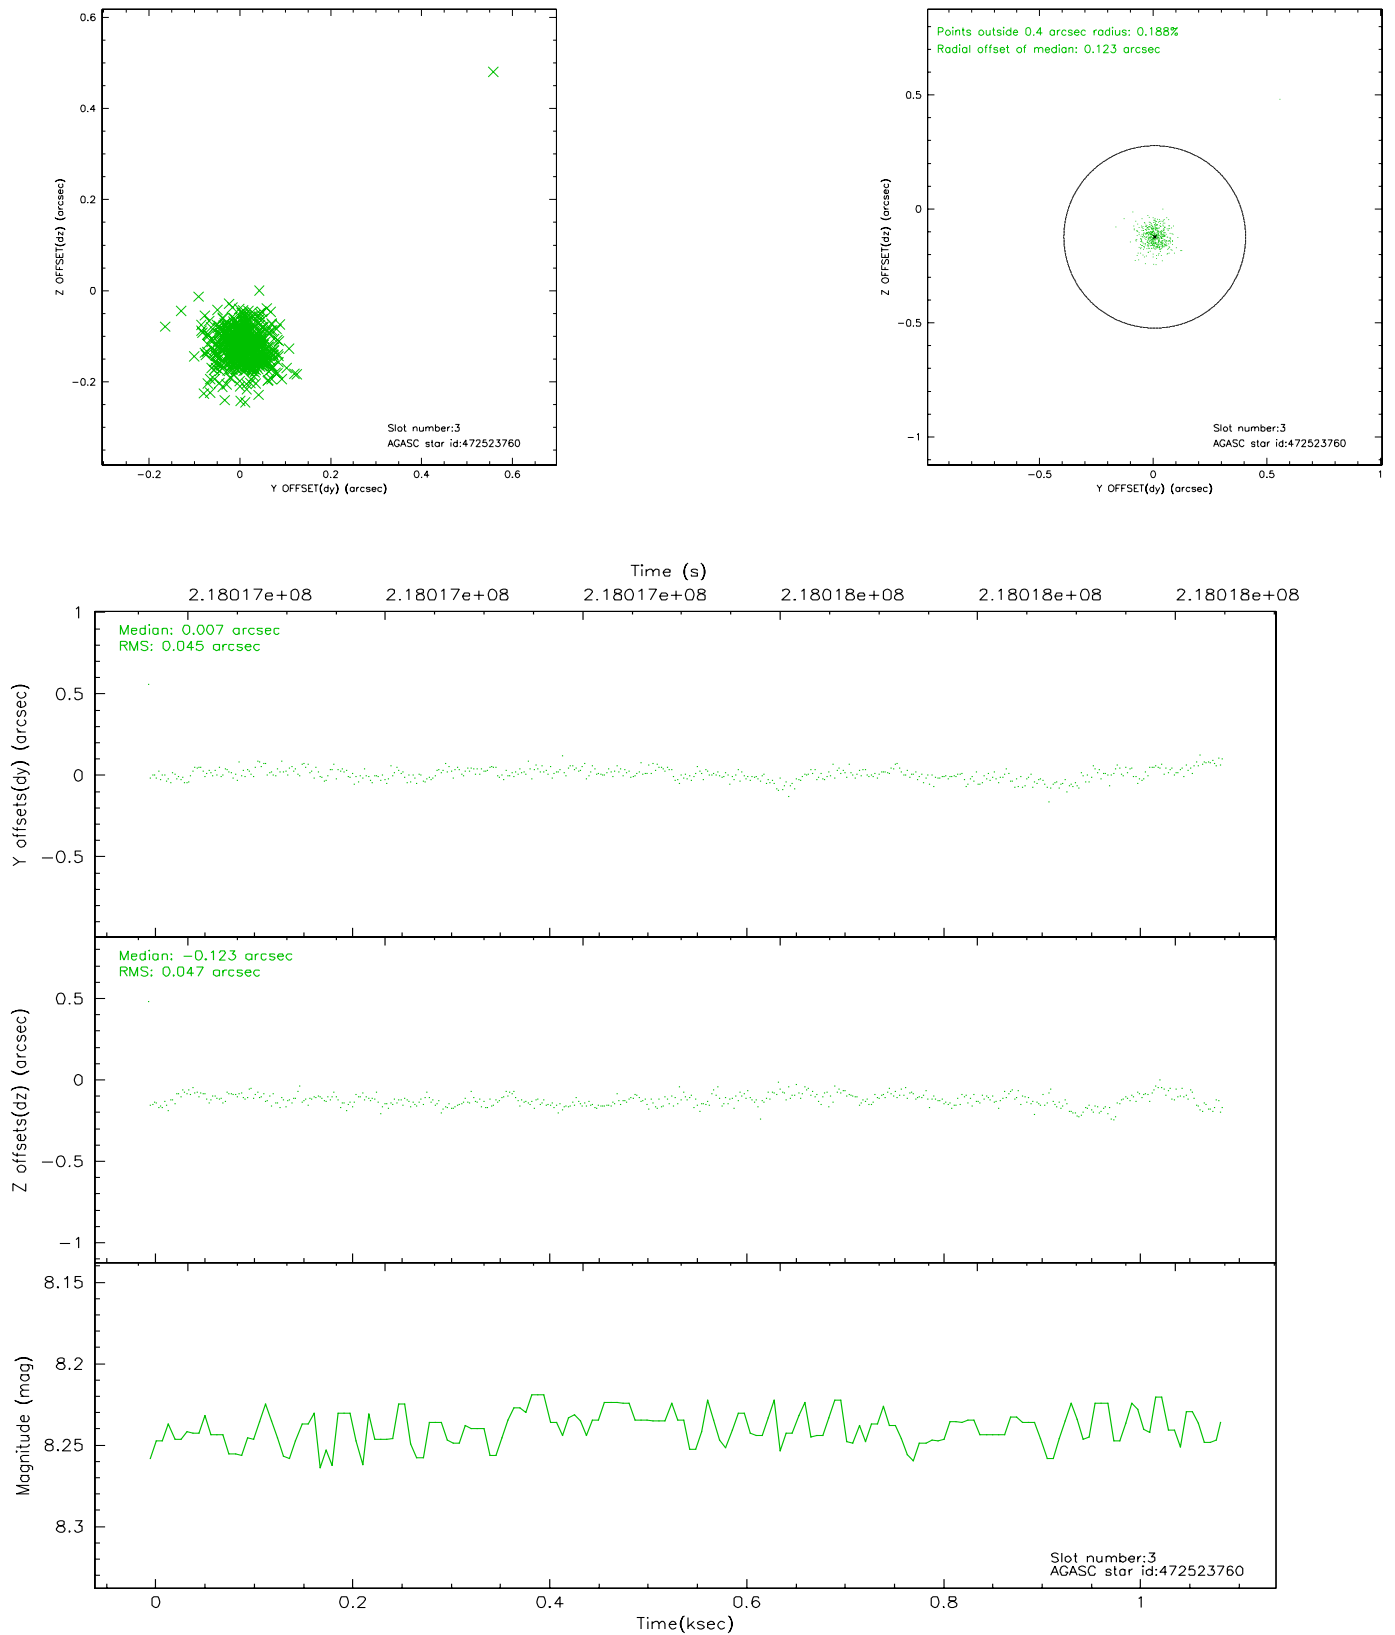 0.6
0.4
0.2
0
−0.2
Z OFFSET(dz) (arcsec)
Slot number:3
AGASC star id:472523760
−0.2 0 0.2 0.4 0.6
Y OFFSET(dy) (arcsec)
Points outside 0.4 arcsec radius: 0.188%
Radial offset of median: 0.123 arcsec
0.5
0
−0.5
−1
Z OFFSET(dz) (arcsec)
Slot number:3
AGASC star id:472523760
−0.5 0 0.5 1
Y OFFSET(dy) (arcsec)
Time (s)
2.18017e+08 2.18017e+08 2.18017e+08 2.18018e+08 2.18018e+08 2.18018e+08
1
0.5
0
−0.5
Y offsets(dy) (arcsec)
Median: 0.007 arcsec
RMS: 0.045 arcsec
0.5
0
−0.5
−1
Z offsets(dz) (arcsec)
Median: −0.123 arcsec
RMS: 0.047 arcsec
8.15
8.2
8.25
8.3
Magnitude (mag)
Slot number:3
AGASC star id:472523760
0 0.2 0.4 0.6 0.8 1
Time(ksec)